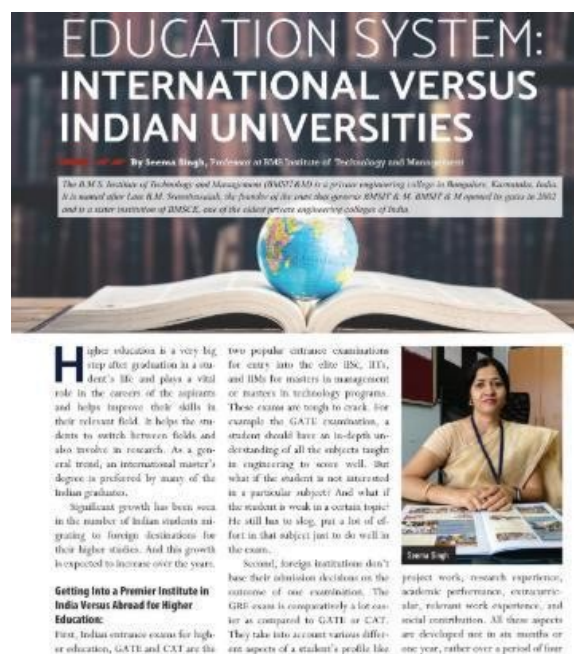 EDUCATION SYSTEM:
INTERNATIONAL VERSUS
INDIAN UNIVERSITIES
By Seema Singh, Professor at BMS Institute of Technology and Management
The B.M.S. Institute of Technology and Management (BMSIT&M) is a private engineering college in Bangalore, Karnataka, India.
It is named after Late B.M. Sreenivasaiah, the founder of the trust that governs BMSIT & M. BMSIT & M opened its gates in 2002
and is a sister institution of BMSCE, one of the oldest private engineering colleges of India.
Higher education is a very big
step after graduation in a stu-
dent's life and plays a vital
role in the careers of the aspirants
and helps improve their skills in
their relevant field. It helps the stu-
dents to switch between fields and
also involve in research. As a gen-
eral trend, an international master's
degree is preferred by many of the
Indian graduates.
Significant growth has been seen
in the number of Indian students mi-
grating to foreign destinations for
their higher studies. And this growth
is expected to increase over the years.
Getting Into a Premier Institute in
India Versus Abroad for Higher
Education:
First, Indian entrance exams for high-
er education, GATE and CAT are the
two popular entrance examinations
for entry into the elite IISc, IITs,
and IIMs for masters in management
or masters in technology programs.
These exams are tough to crack. For
example the GATE examination, a
student should have an in-depth un-
derstanding of all the subjects taught
in engineering to score well. But
what if the student is not interested
in a particular subject? And what if
the student is weak in a certain topic?
He still has to slog, put a lot of ef-
fort in that subject just to do well in
the exam.
Second, foreign institutions don't
base their admission decisions on the
outcome of one examination. The
GRE exam is comparatively a lot eas-
ier as compared to GATE or CAT.
They take into account various differ-
ent aspects of a student's profile like
Seema Singh
project work, research experience,
academic performance, extracurric-
ular, relevant work experience, and
social contribution. All these aspects
are developed not in six months or
one year, rather over a period of four